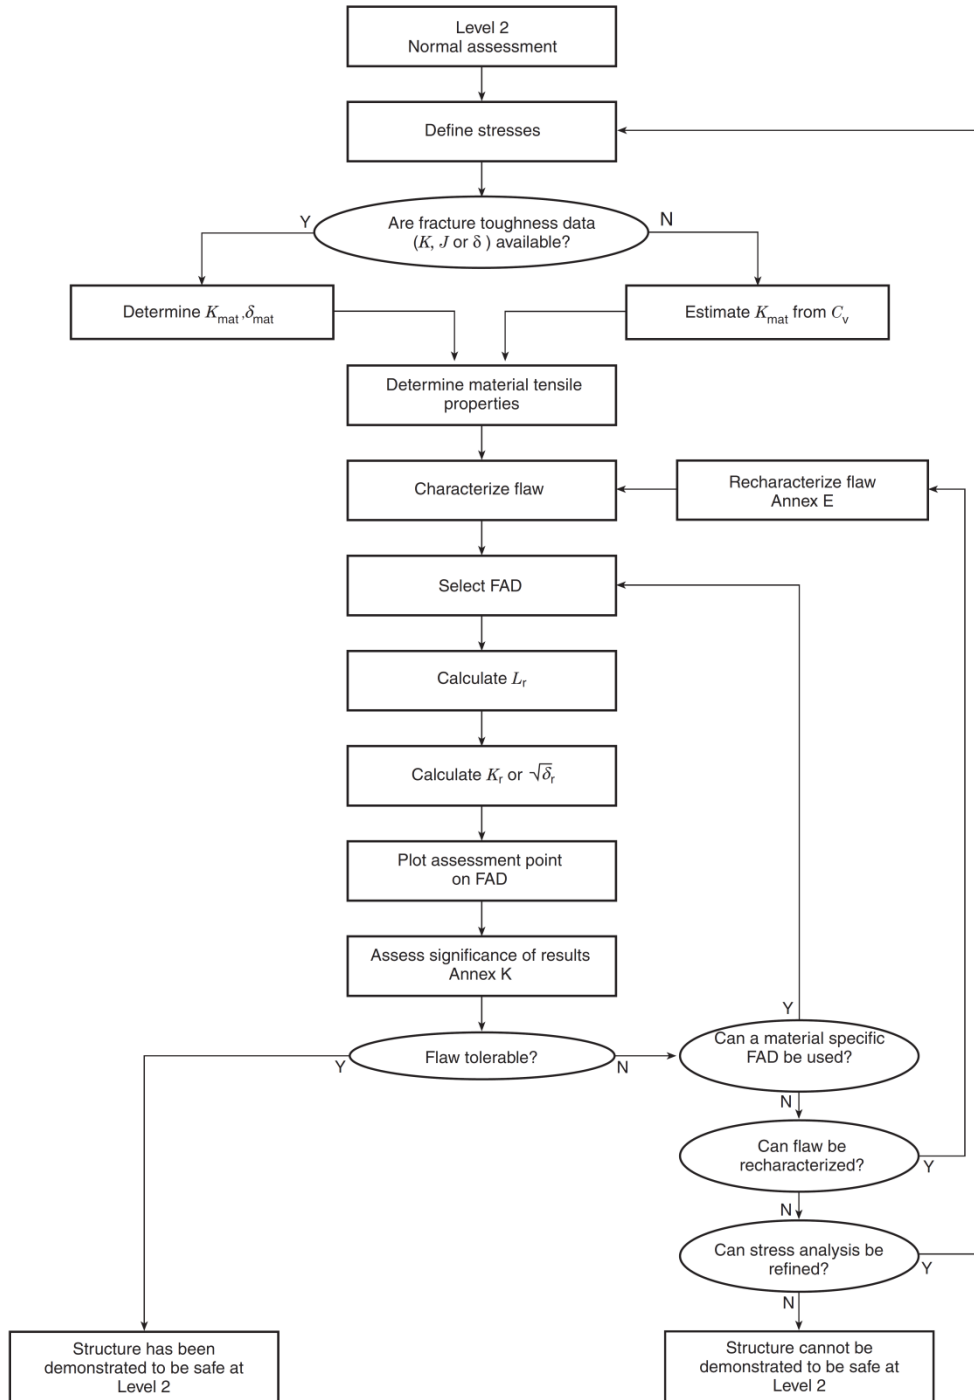 Level 2
Normal assessment
Define stresses
Y
Are fracture toughness data
(K, J or δ ) available?
N
Determine Kmat,δmat
Estimate Kmat from Cv
Determine material tensile
properties
Characterize flaw
Recharacterize flaw
Annex E
Select FAD
Calculate Lr
Calculate Kr or √δr
Plot assessment point
on FAD
Assess significance of results
Annex K
Y
Flaw tolerable?
N
Y
Can a material specific
FAD be used?
N
Can flaw be
recharacterized?
Y
N
Can stress analysis be
refined?
Y
N
Structure has been
demonstrated to be safe at
Level 2
Structure cannot be
demonstrated to be safe at
Level 2